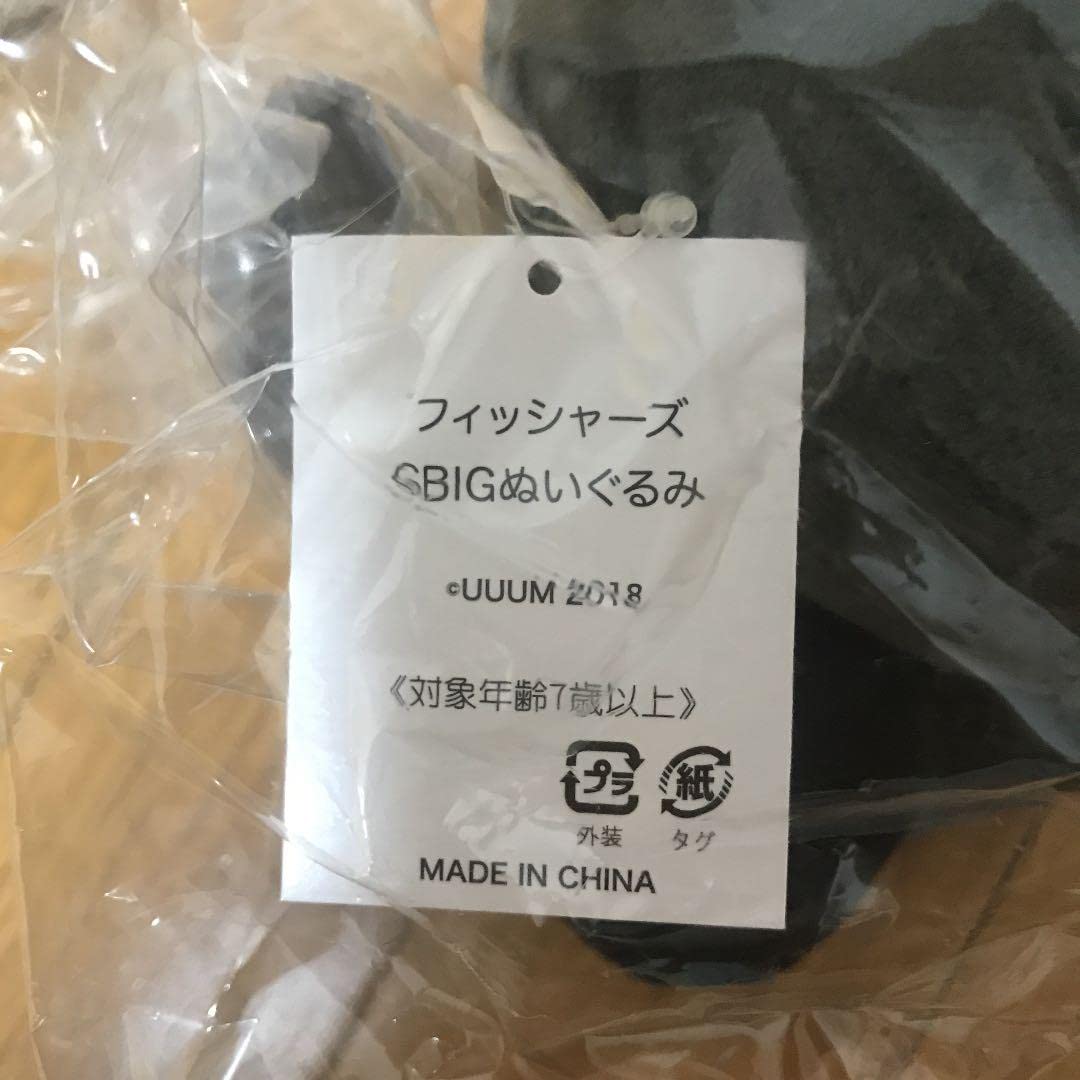 フィッシャーズ
SBIGぬいぐるみ
©UUUM 2018
《対象年齢7歳以上》
プラ 紙
外装 タグ
MADE IN CHINA